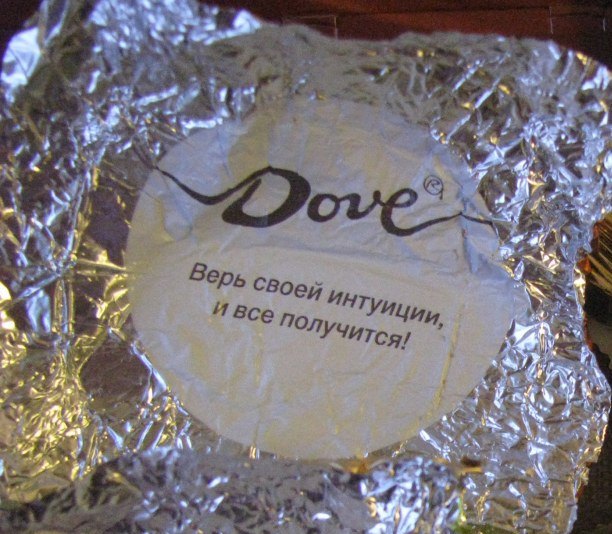 Dove®
Верь своей интуиции,
и все получится!